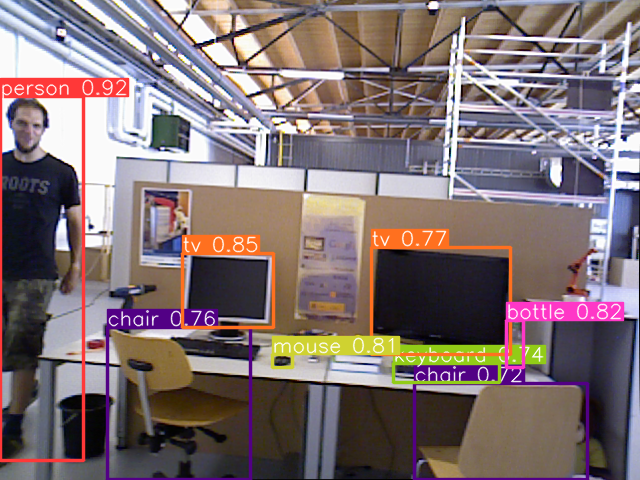 person 0.92
ROOTS
tv 0.85
tv 0.77
bottle 0.82
chair 0.76
mouse 0.81
keyboard 0.74
chair 0.72